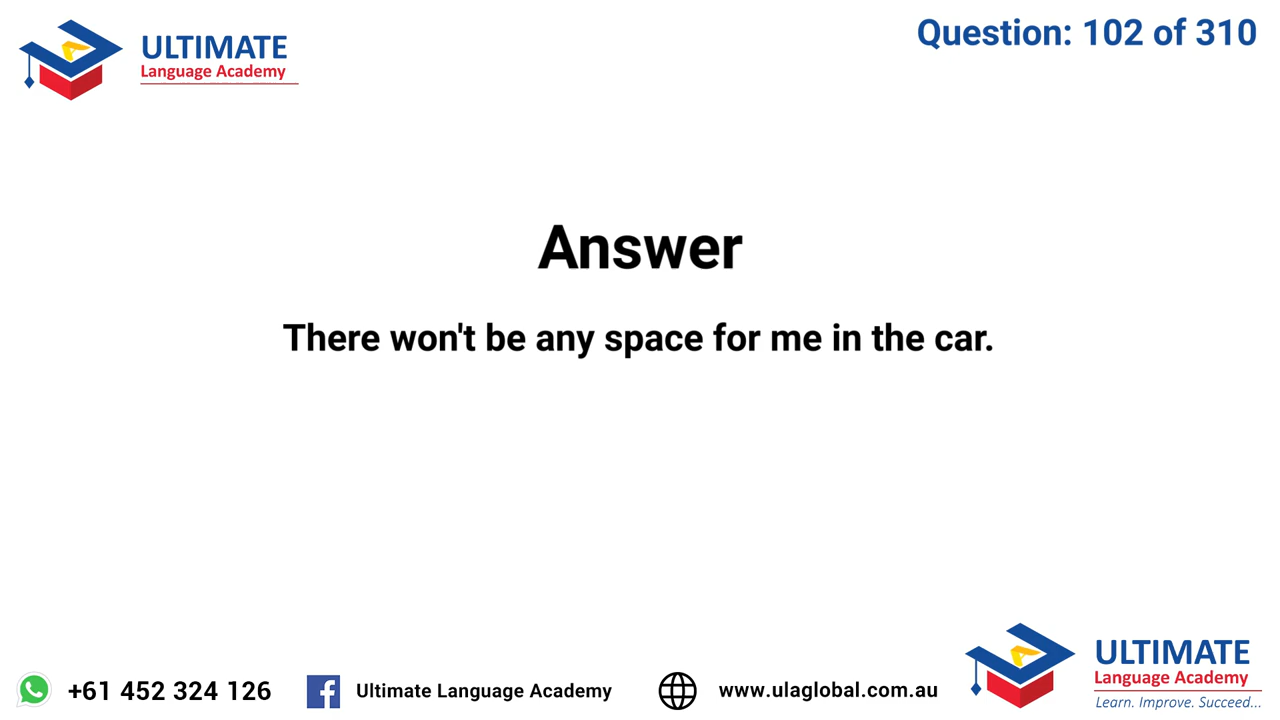 ULTIMATE
Language Academy
Question: 102 of 310
Answer
There won't be any space for me in the car.
+61 452 324 126
Ultimate Language Academy
www.ulaglobal.com.au
ULTIMATE
Language Academy
Learn. Improve. Succeed...